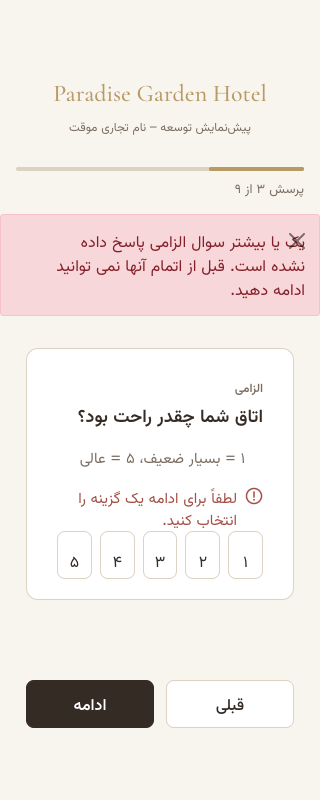 Paradise Garden Hotel
پیش‌نمایش توسعه – نام تجاری موقت
پرسش ۳ از ۹
یک یا بیشتر سوال الزامی پاسخ داده
نشده است. قبل از اتمام آنها نمی توانید
ادامه دهید.
الزامی
اتاق شما چقدر راحت بود؟
۱ = بسیار ضعیف، ۵ = عالی
لطفاً برای ادامه یک گزینه را
انتخاب کنید.
۱ ۲ ۳ ۴ ۵
قبلی
ادامه